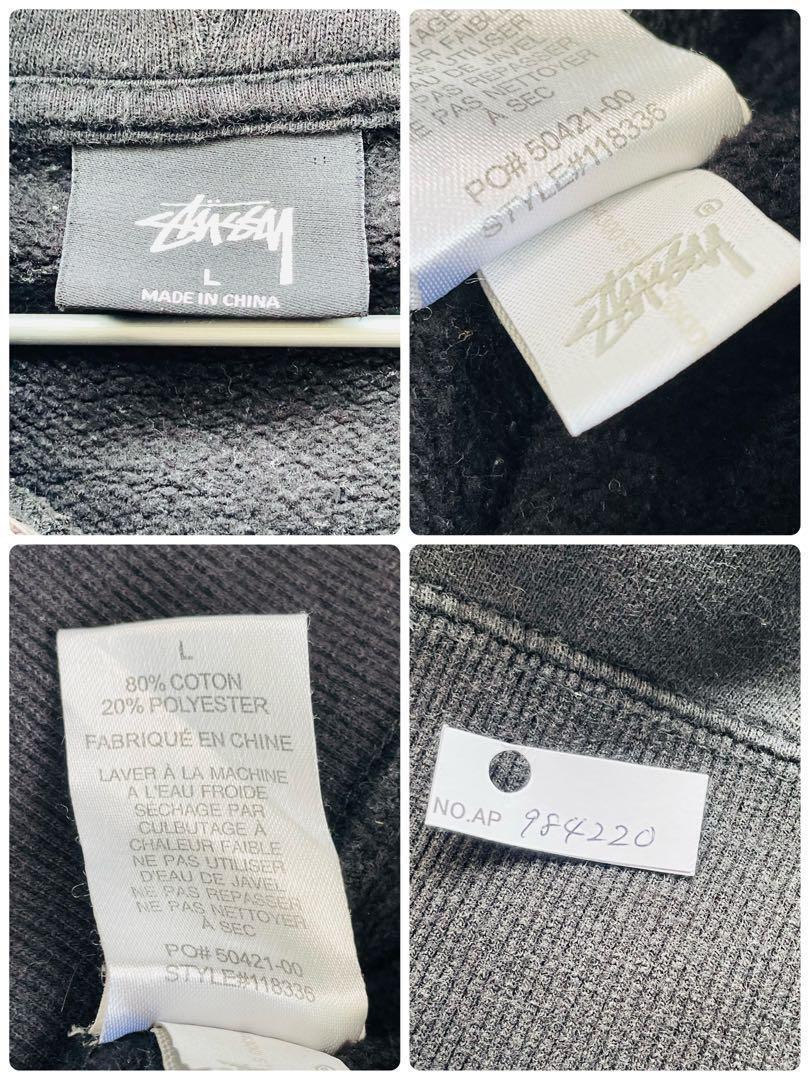 STÜSSY
L
MADE IN CHINA
FAIBLE
UTILISER
EAU DE JAVEL
PAS REPASSER
NE PAS NETTOYER
À SEC
PO# 50421-00
STYLE#118336
STÜSSY
L
80% COTON
20% POLYESTER
FABRIQUÉ EN CHINE
LAVER À LA MACHINE
A L'EAU FROIDE
SÉCHAGE PAR
CULBUTAGE À
CHALEUR FAIBLE
NE PAS UTILISER
D'EAU DE JAVEL
NE PAS REPASSER
NE PAS NETTOYER
À SEC
PO# 50421-00
STYLE#118336
NO.AP 984220